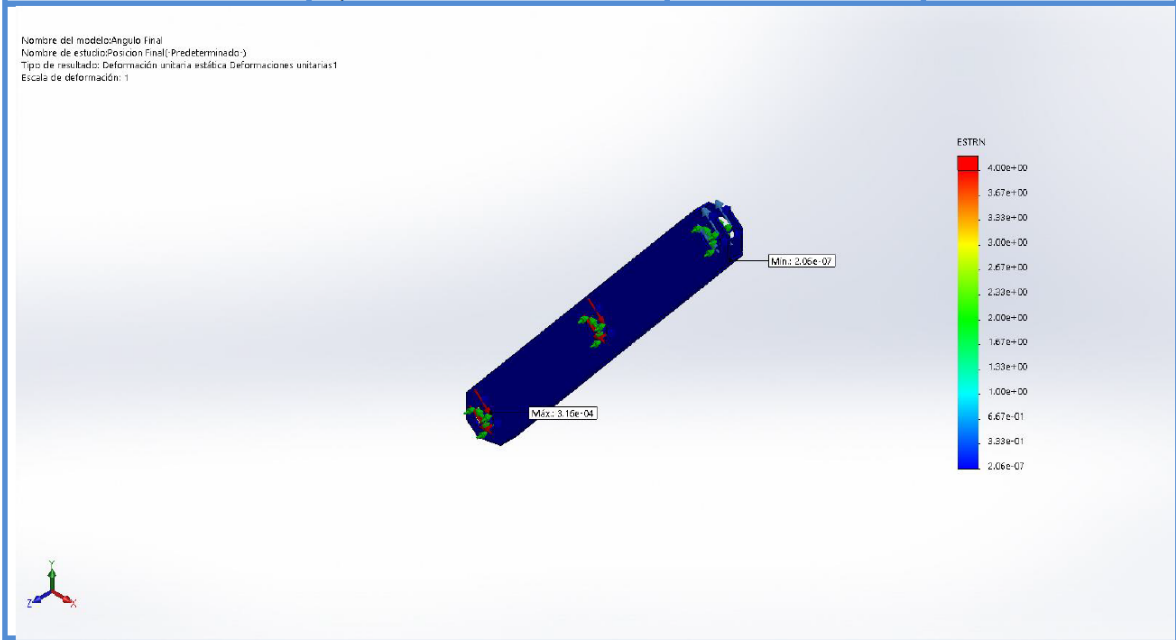 Nombre del modelo:Angulo Final
Nombre de estudio:Posicion Final(-Predeterminado-)
Tipo de resultado: Deformación unitaria estática Deformaciones unitarias1
Escala de deformación: 1
ESTRN
4.00e+00
3.67e+00
3.33e+00
3.00e+00
2.67e+00
2.33e+00
2.00e+00
1.67e+00
1.33e+00
1.00e+00
6.67e-01
3.33e-01
2.06e-07
Mín.: 2.06e-07
Máx.: 3.16e-04
Y
Z
X